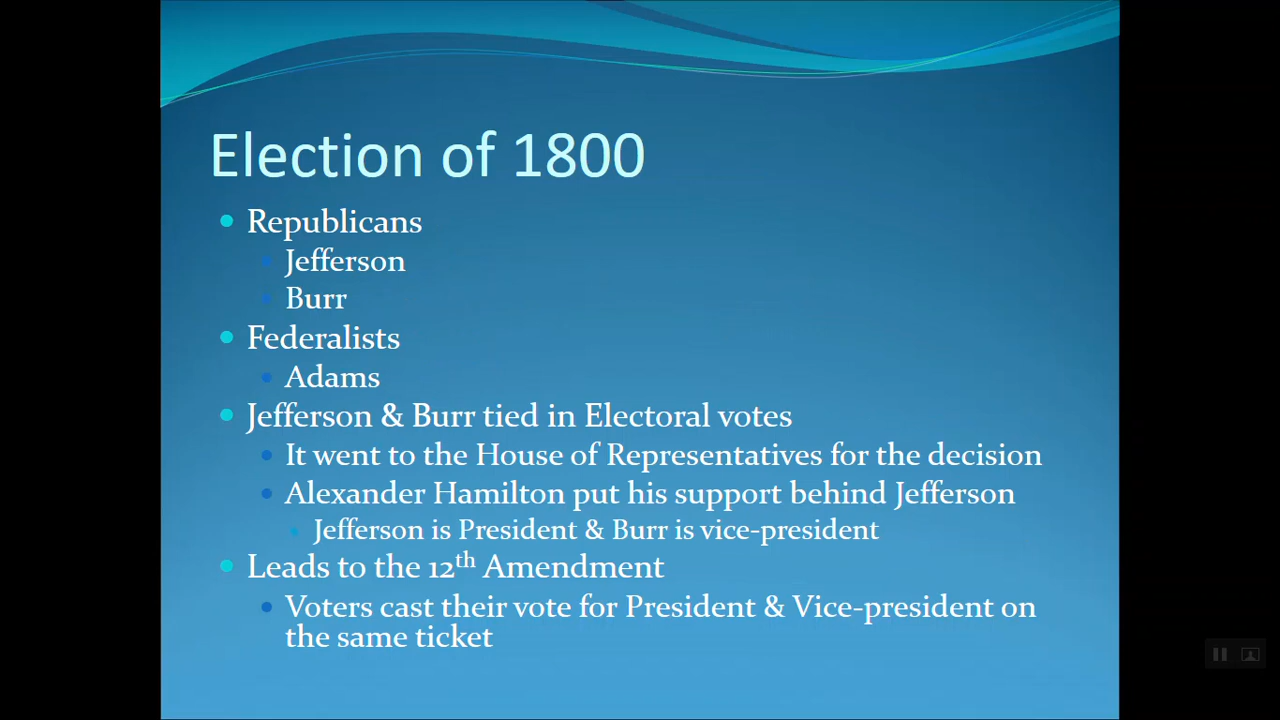 Election of 1800
Republicans
Jefferson
Burr
Federalists
Adams
Jefferson & Burr tied in Electoral votes
It went to the House of Representatives for the decision
Alexander Hamilton put his support behind Jefferson
Jefferson is President & Burr is vice-president
Leads to the 12th Amendment
Voters cast their vote for President & Vice-president on
the same ticket